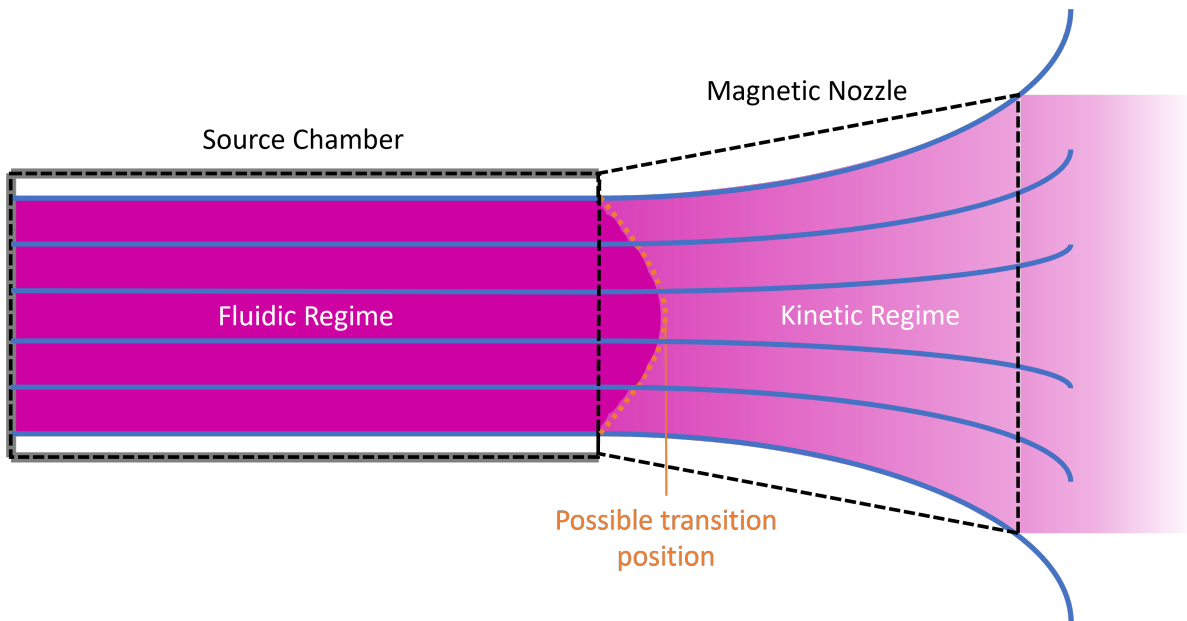 Magnetic Nozzle
Source Chamber
Fluidic Regime
Kinetic Regime
Possible transition
position